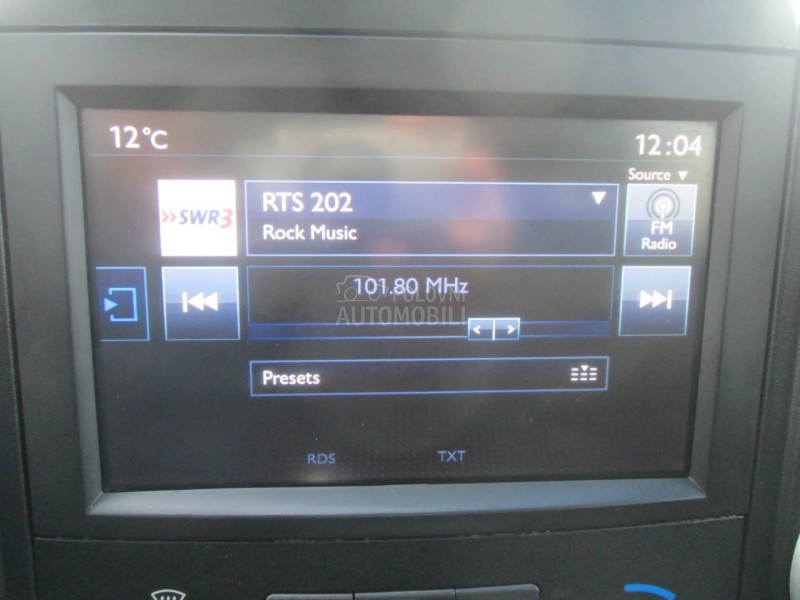 12°C
12:04
Source
>>SWR3
RTS 202
Rock Music
FM
Radio
101.80 MHz
POLOVNI
AUTOMOBILI
Presets
RDS
TXT